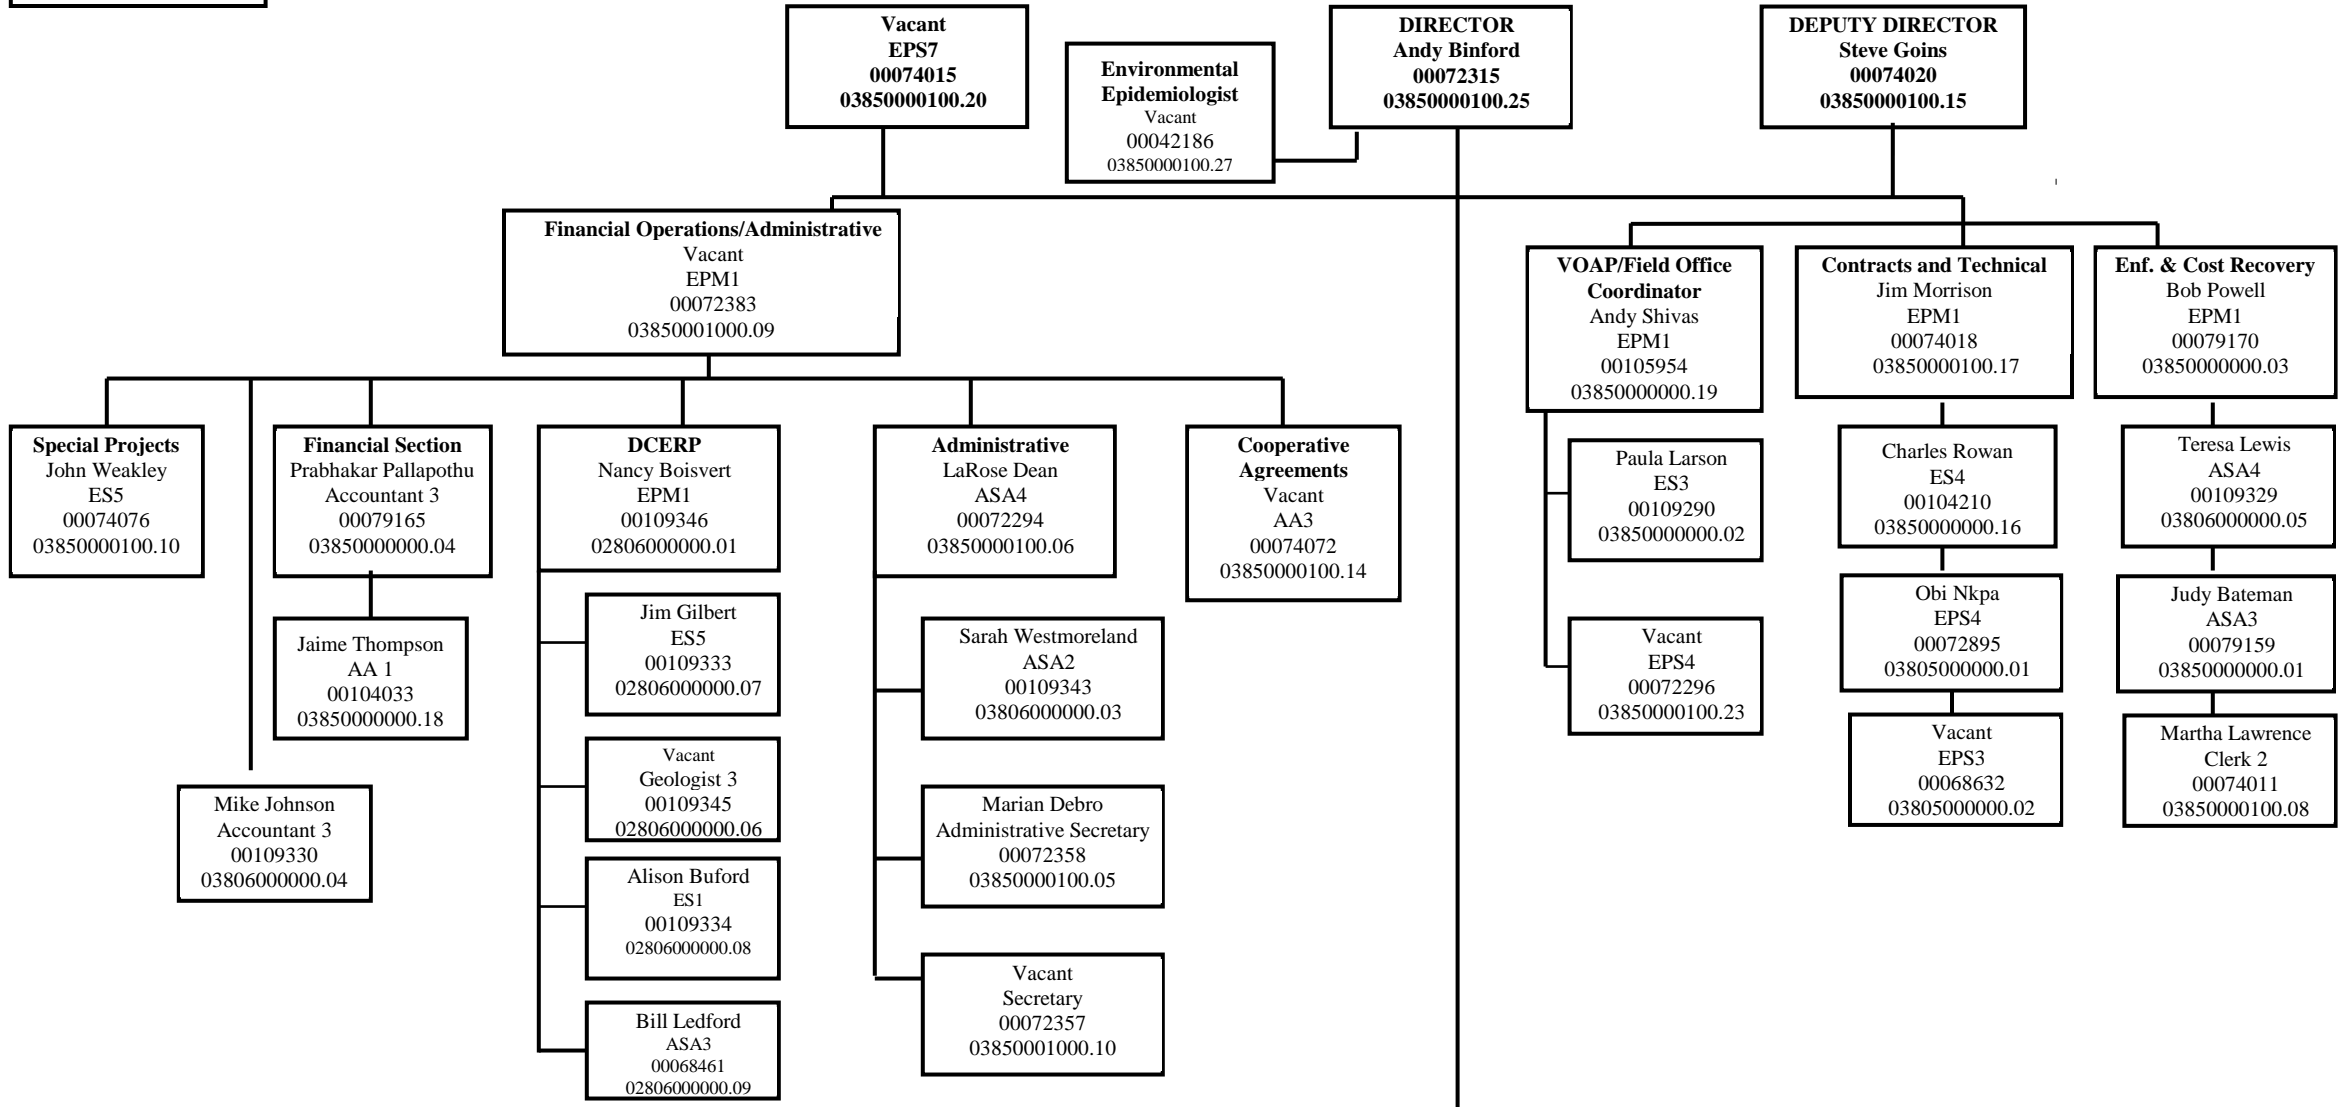 Vacant
EPS7
00074015
03850000100.20
Environmental
Epidemiologist
Vacant
00042186
03850000100.27
DIRECTOR
Andy Binford
00072315
03850000100.25
DEPUTY DIRECTOR
Steve Goins
00074020
03850000100.15
Financial Operations/Administrative
Vacant
EPM1
00072383
03850001000.09
VOAP/Field Office
Coordinator
Andy Shivas
EPM1
00105954
03850000000.19
Contracts and Technical
Jim Morrison
EPM1
00074018
03850000100.17
Enf. & Cost Recovery
Bob Powell
EPM1
00079170
03850000000.03
Special Projects
John Weakley
ES5
00074076
03850000100.10
Financial Section
Prabhakar Pallapothu
Accountant 3
00079165
03850000000.04
DCERP
Nancy Boisvert
EPM1
00109346
02806000000.01
Administrative
LaRose Dean
ASA4
00072294
03850000100.06
Cooperative
Agreements
Vacant
AA3
00074072
03850000100.14
Paula Larson
ES3
00109290
03850000000.02
Charles Rowan
ES4
00104210
03850000000.16
Teresa Lewis
ASA4
00109329
03806000000.05
Jaime Thompson
AA 1
00104033
03850000000.18
Jim Gilbert
ES5
00109333
02806000000.07
Sarah Westmoreland
ASA2
00109343
03806000000.03
Vacant
EPS4
00072296
03850000100.23
Obi Nkpa
EPS4
00072895
03805000000.01
Judy Bateman
ASA3
00079159
03850000000.01
Mike Johnson
Accountant 3
00109330
03806000000.04
Vacant
Geologist 3
00109345
02806000000.06
Marian Debro
Administrative Secretary
00072358
03850000100.05
Vacant
EPS3
00068632
03805000000.02
Martha Lawrence
Clerk 2
00074011
03850000100.08
Alison Buford
ES1
00109334
02806000000.08
Vacant
Secretary
00072357
03850001000.10
Bill Ledford
ASA3
00068461
02806000000.09